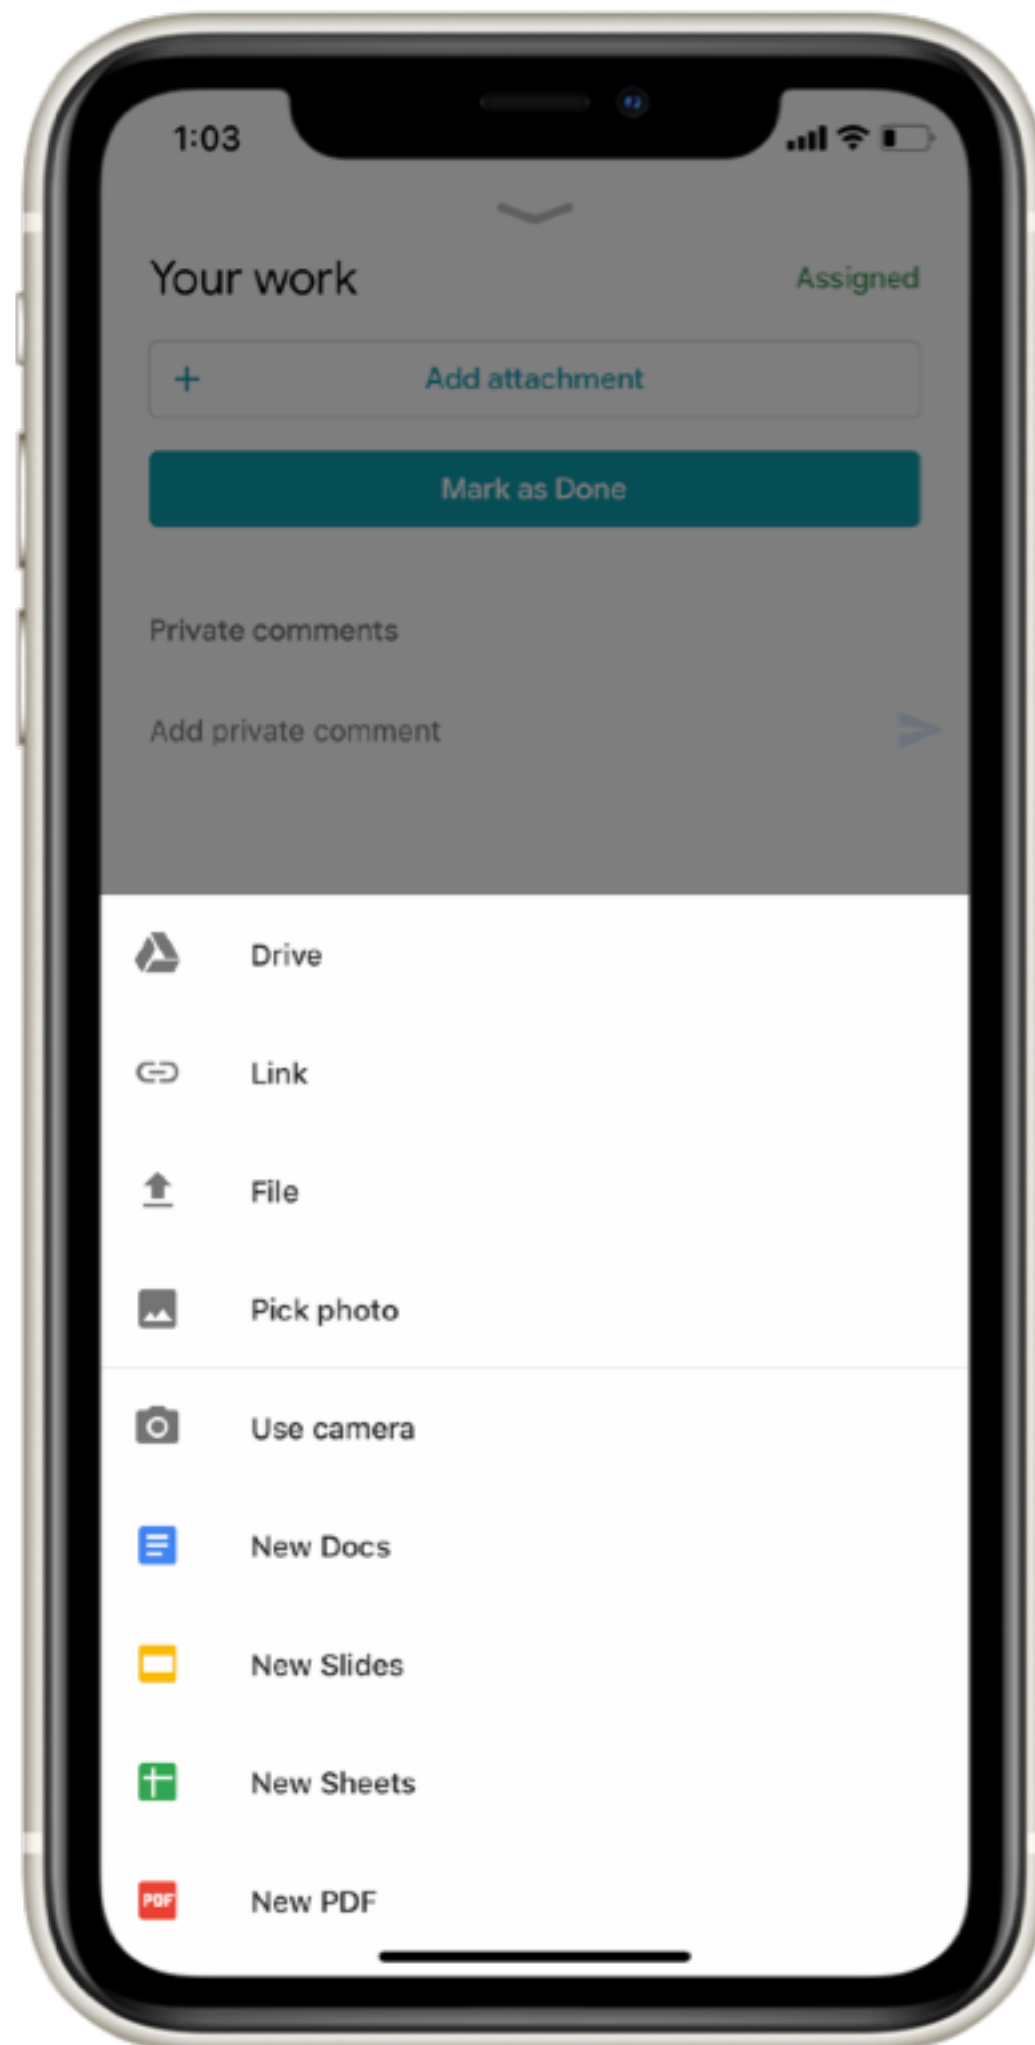 1:03
Your work
Assigned
+ Add attachment
Mark as Done
Private comments
Add private comment
Drive
Link
File
Pick photo
Use camera
New Docs
New Slides
New Sheets
PDF New PDF